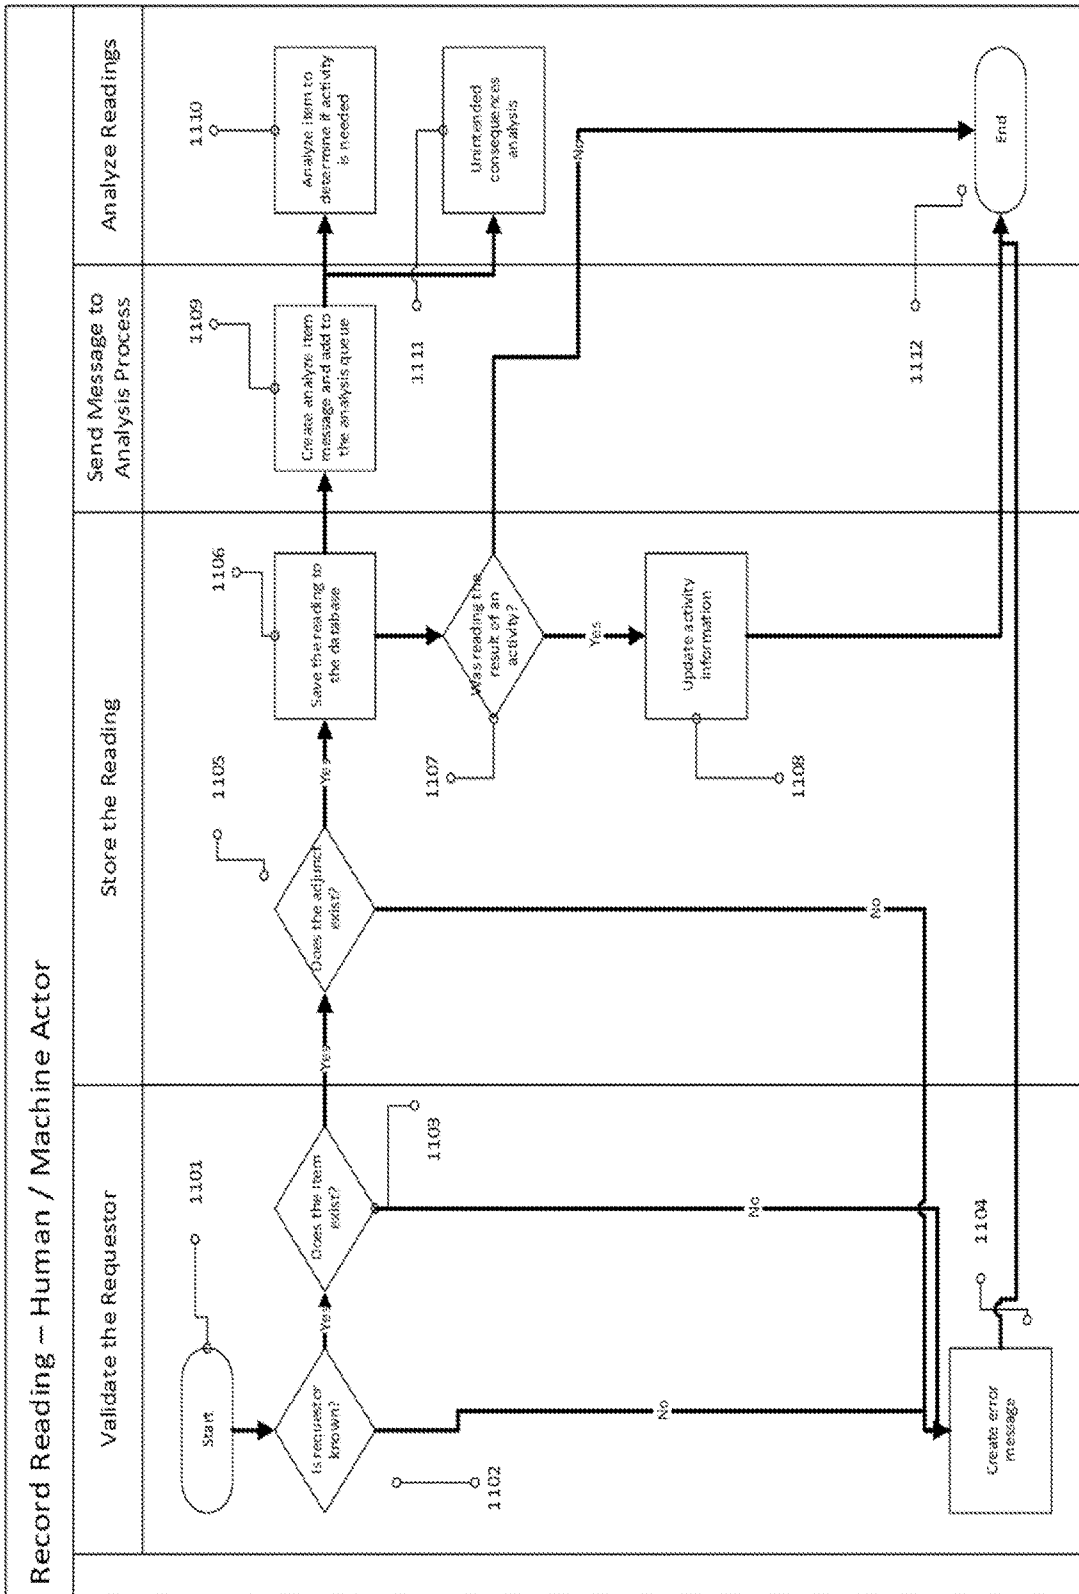 Record Reading – Human / Machine Actor
Validate the Requestor
Store the Reading
Send Message to
Analysis Process
Analyze Readings
Start
1101
Is requestor
known?
1102
Yes
No
Does the item
exist?
1103
Yes
No
Create error
message
1104
Does the adjunct
exist?
1105
Yes
No
Save the reading to
the database
1106
Was reading the
result of an
activity?
1107
Yes
No
Update activity
information
1108
Create analyze item
message and add to
the analysis queue
1109
Analyze item to
determine if activity
is needed
1110
Unintended
consequences
analysis
1111
End
1112